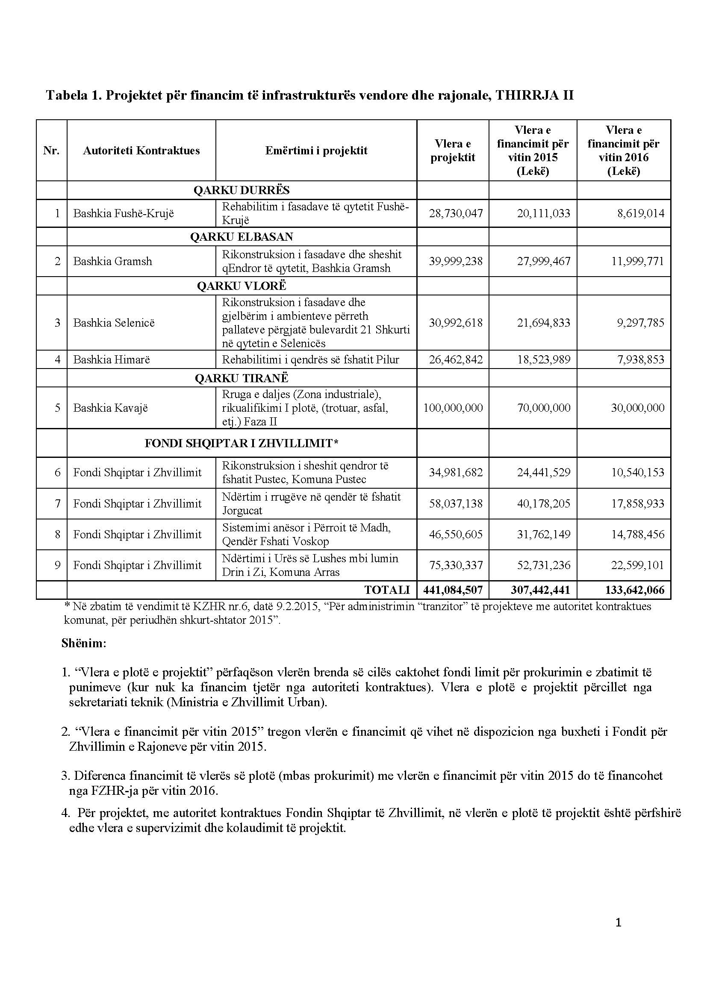 Tabela 1. Projektet për financim të infrastrukturës vendore dhe rajonale, THIRRJA II
Nr. Autoriteti Kontraktues Emërtimi i projektit Vlera e projektit Vlera e financimit për vitin 2015 (Lekë) Vlera e financimit për vitin 2016 (Lekë)
QARKU DURRËS
1 Bashkia Fushë-Krujë Rehabilitim i fasadave të qytetit Fushë-Krujë 28,730,047 20,111,033 8,619,014
QARKU ELBASAN
2 Bashkia Gramsh Rikonstruksion i fasadave dhe sheshit qEndror të qytetit, Bashkia Gramsh 39,999,238 27,999,467 11,999,771
QARKU VLORË
3 Bashkia Selenicë Rikonstruksion i fasadave dhe gjelbërim i ambienteve përreth pallateve përgjatë bulevardit 21 Shkurti në qytetin e Selenicës 30,992,618 21,694,833 9,297,785
4 Bashkia Himarë Rehabilitimi i qendrës së fshatit Pilur 26,462,842 18,523,989 7,938,853
QARKU TIRANË
5 Bashkia Kavajë Rruga e daljes (Zona industriale), rikualifikimi I plotë, (trotuar, asfal, etj.) Faza II 100,000,000 70,000,000 30,000,000
FONDI SHQIPTAR I ZHVILLIMIT*
6 Fondi Shqiptar i Zhvillimit Rikonstruksion i sheshit qendror të fshatit Pustec, Komuna Pustec 34,981,682 24,441,529 10,540,153
7 Fondi Shqiptar i Zhvillimit Ndërtim i rrugëve në qendër të fshatit Jorgucat 58,037,138 40,178,205 17,858,933
8 Fondi Shqiptar i Zhvillimit Sistemimi anësor i Përroit të Madh, Qendër Fshati Voskop 46,550,605 31,762,149 14,788,456
9 Fondi Shqiptar i Zhvillimit Ndërtimi i Urës së Lushes mbi lumin Drin i Zi, Komuna Arras 75,330,337 52,731,236 22,599,101
TOTALI 441,084,507 307,442,441 133,642,066
* Në zbatim të vendimit të KZHR nr.6, datë 9.2.2015, “Për administrimin “tranzitor” të projekteve me autoritet kontraktues
komunat, për periudhën shkurt-shtator 2015”.
Shënim:
1. “Vlera e plotë e projektit” përfaqëson vlerën brenda së cilës caktohet fondi limit për prokurimin e zbatimit të
punimeve (kur nuk ka financim tjetër nga autoriteti kontraktues). Vlera e plotë e projektit përcillet nga
sekretariati teknik (Ministria e Zhvillimit Urban).
2. “Vlera e financimit për vitin 2015” tregon vlerën e financimit që vihet në dispozicion nga buxheti i Fondit për
Zhvillimin e Rajoneve për vitin 2015.
3. Diferenca financimit të vlerës së plotë (mbas prokurimit) me vlerën e financimit për vitin 2015 do të financohet
nga FZHR-ja për vitin 2016.
4. Për projektet, me autoritet kontraktues Fondin Shqiptar të Zhvillimit, në vlerën e plotë të projektit është përfshirë
edhe vlera e supervizimit dhe kolaudimit të projektit.
1